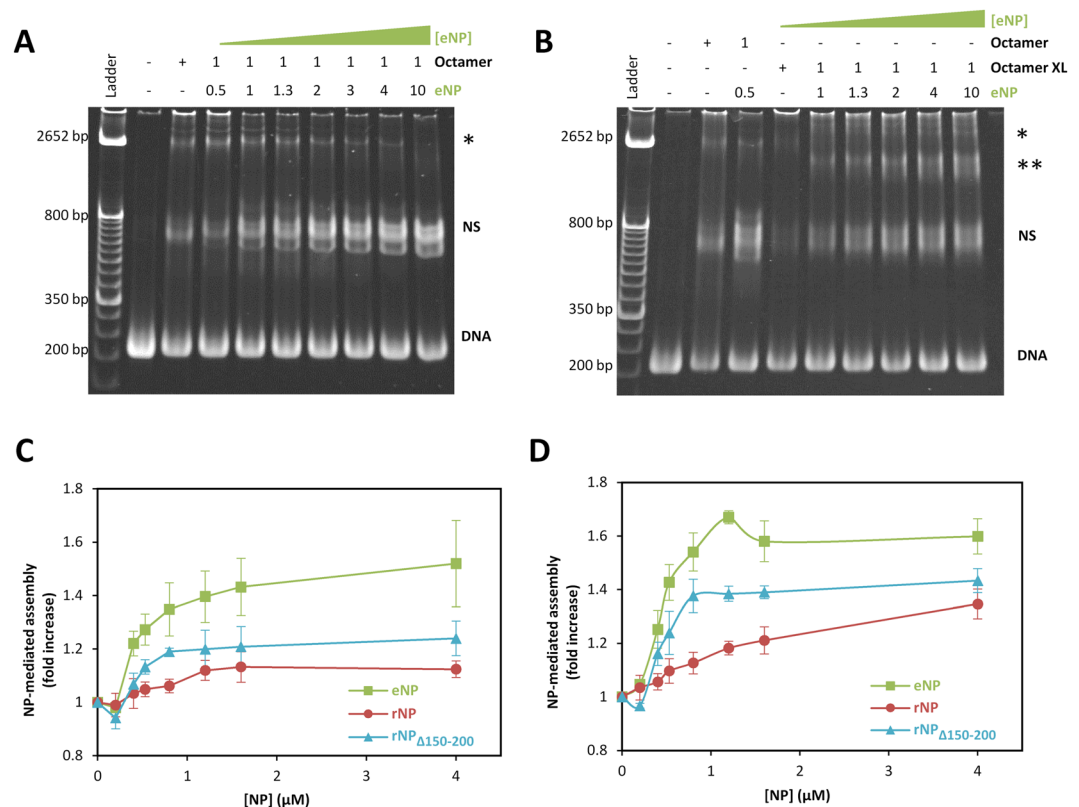 A
[eNP]
Octamer
- + 1 1 1 1 1 1 1
eNP
- - 0.5 1 1.3 2 3 4 10
Ladder
2652 bp
800 bp
350 bp
200 bp
*
NS
DNA
B
[eNP]
- + 1 Octamer
Octamer XL
+ 1 1 1 1 1
- - 0.5 - 1 1.3 2 4 10 eNP
Ladder
2652 bp
800 bp
350 bp
200 bp
*
**
NS
DNA
C
NP-mediated assembly
(fold increase)
1.8
1.6
1.4
1.2
1
0.8
0 1 2 3 4
[NP] (μM)
eNP
rNP
rNPΔ150-200
D
NP-mediated assembly
(fold increase)
1.8
1.6
1.4
1.2
1
0.8
0 1 2 3 4
[NP] (μM)
eNP
rNP
rNPΔ150-200